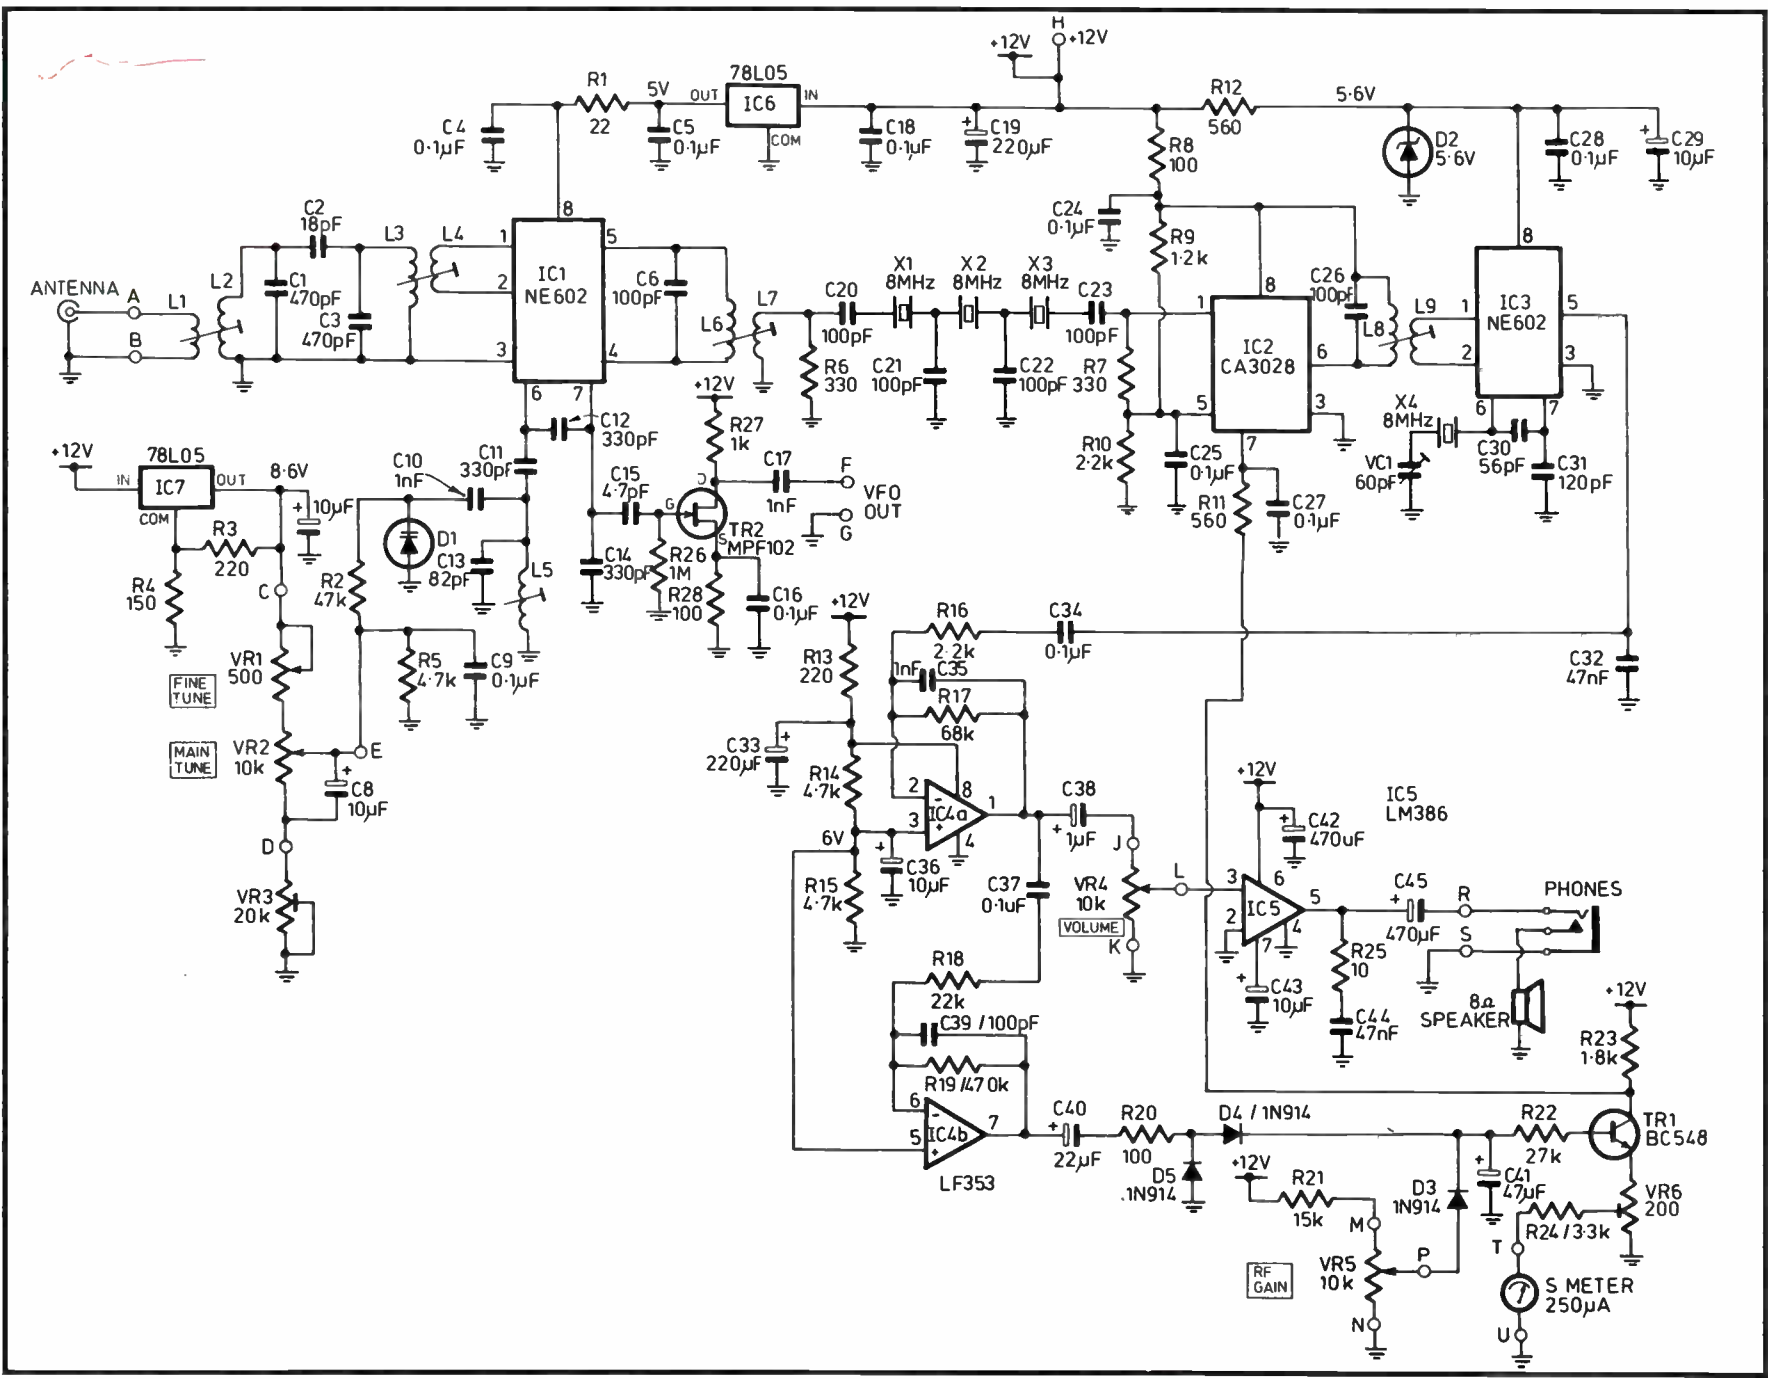 H
+12V
+12V
R1
22
5V
OUT
78L05
IC6
IN
COM
C4
0.1µF
C5
0.1µF
C18
0.1µF
+
C19
220µF
R12
560
5.6V
R8
100
D2
5.6V
C28
0.1µF
+
C29
10µF
ANTENNA
A
B
L1
L2
C1
470pF
C2
18pF
C3
470pF
L3
L4
8
1
2
3
5
4
6
7
IC1
NE602
C6
100pF
L6
L7
C20
100pF
R6
330
X1
8MHz
X2
8MHz
X3
8MHz
C21
100pF
C22
100pF
C23
100pF
R7
330
C24
0.1µF
R9
1.2k
R10
2.2k
C25
0.1µF
1
8
5
6
3
7
IC2
CA3028
R11
560
C27
0.1µF
C26
100pF
L8
L9
8
1
2
5
3
6
7
IC3
NE602
X4
8MHz
VC1
60pF
C30
56pF
C31
120pF
+12V
IN
78L05
IC7
OUT
COM
8.6V
+
10µF
R3
220
R4
150
C
C10
1nF
C11
330pF
C12
330pF
D1
C13
82pF
L5
R2
47k
R5
4.7k
C9
0.1µF
C15
4.7pF
C14
330pF
+12V
R27
1k
D
G
S
TR2
MPF102
R26
1M
R28
100
C16
0.1µF
C17
1nF
F
VFO
OUT
G
VR1
500
FINE
TUNE
MAIN
TUNE
VR2
10k
E
+
C8
10µF
D
VR3
20k
+12V
R13
220
+
C33
220µF
R14
4.7k
6V
R15
4.7k
+
C36
10µF
R16
2.2k
C34
0.1µF
1nF
C35
R17
68k
2
-
3
+
8
IC4a
1
4
C32
47nF
C38
+
1µF
J
VR4
10k
VOLUME
K
L
C37
0.1uF
+12V
+
C42
470uF
IC5
LM386
3
6
2
IC5
5
7
4
+
C43
10µF
R25
10
C44
47nF
+
C45
470µF
R
S
PHONES
8Ω
SPEAKER
R18
22k
C39 /100pF
R19/470k
6
-
5
+
IC4b
7
LF353
C40
+
22µF
R20
100
D4 / 1N914
D5
1N914
+12V
R21
15k
M
VR5
10k
RF
GAIN
N
P
D3
1N914
+
C41
47µF
R22
27k
+12V
R23
1.8k
TR1
BC548
VR6
200
R24/3.3k
T
S METER
250µA
U